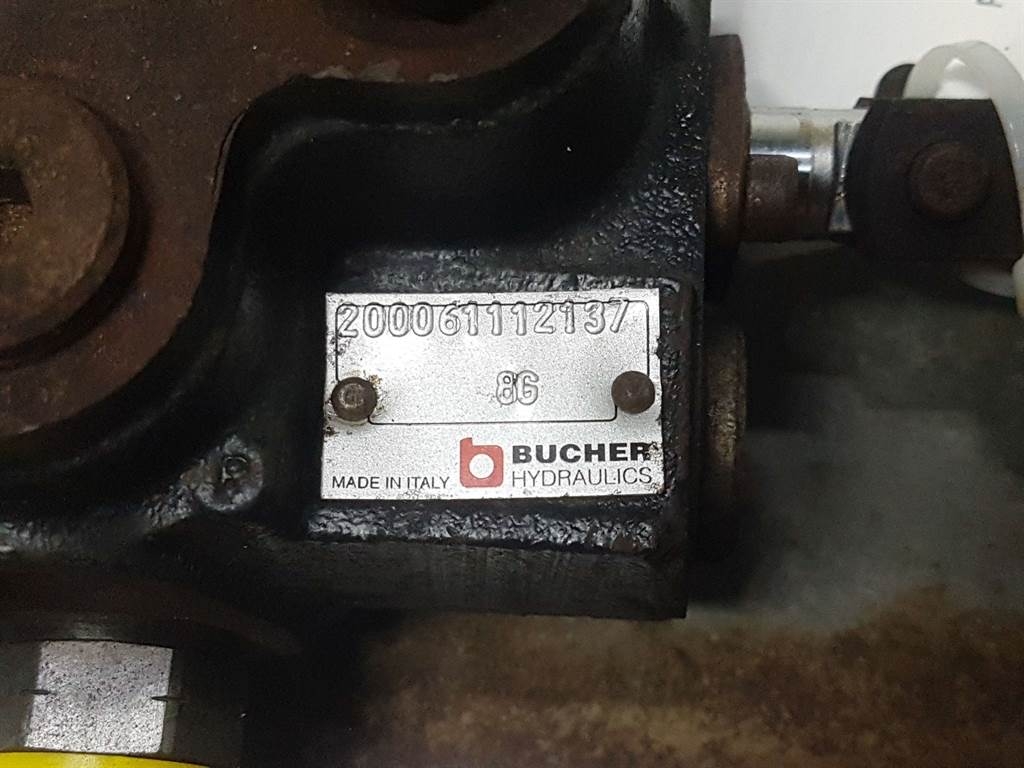 200061112137
8G
MADE IN ITALY
BUCHER
HYDRAULICS